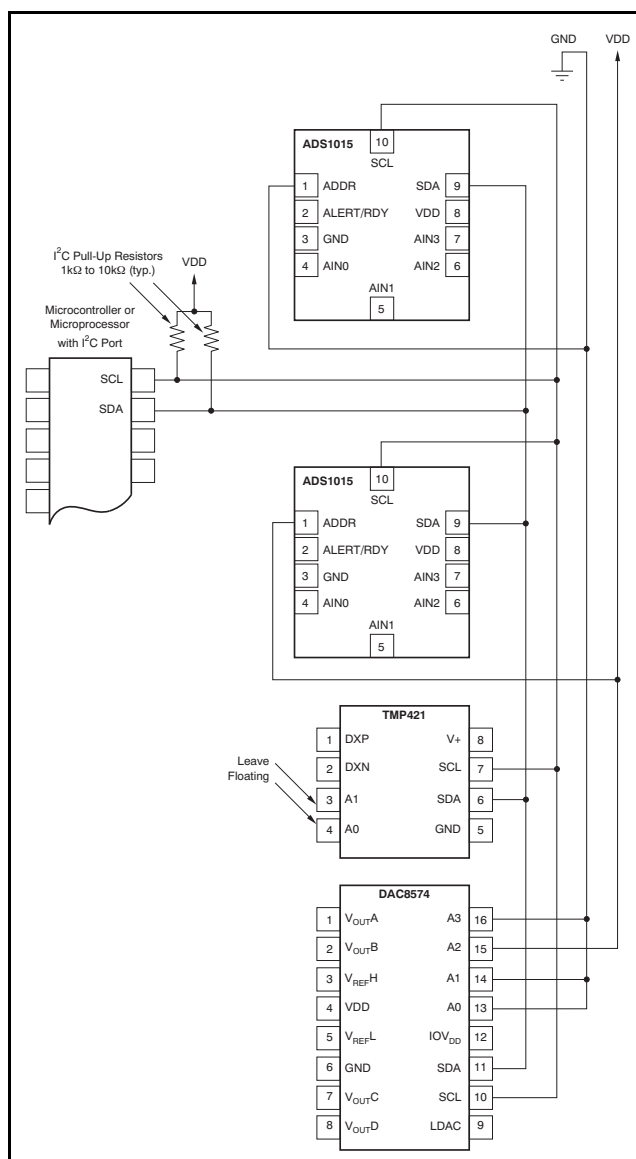 GND VDD
ADS1015
10
SCL
1 ADDR SDA 9
2 ALERT/RDY VDD 8
3 GND AIN3 7
4 AIN0 AIN2 6
AIN1
5
I²C Pull-Up Resistors
1kΩ to 10kΩ (typ.)
VDD
Microcontroller or
Microprocessor
with I²C Port
SCL
SDA
ADS1015
10
SCL
1 ADDR SDA 9
2 ALERT/RDY VDD 8
3 GND AIN3 7
4 AIN0 AIN2 6
AIN1
5
TMP421
1 DXP V+ 8
2 DXN SCL 7
Leave
Floating
3 A1 SDA 6
4 A0 GND 5
DAC8574
1 VOUTA A3 16
2 VOUTB A2 15
3 VREFH A1 14
4 VDD A0 13
5 VREFL IOVDD 12
6 GND SDA 11
7 VOUTC SCL 10
8 VOUTD LDAC 9